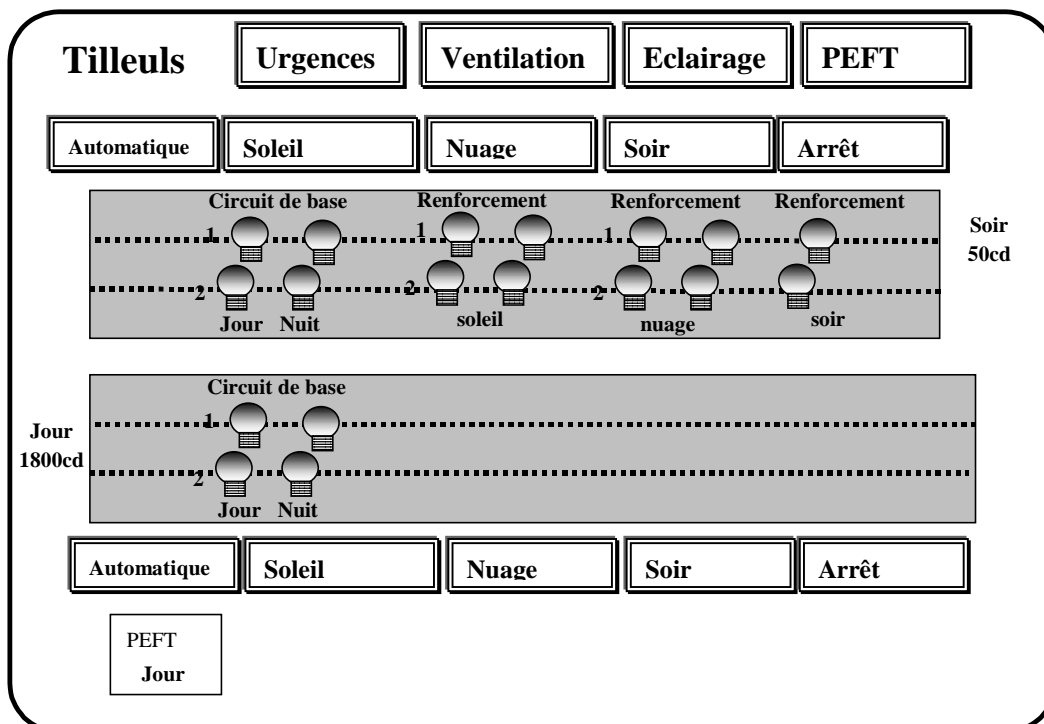 Tilleuls Urgences Ventilation Eclairage PEFT
Automatique Soleil Nuage Soir Arrêt
Circuit de base Renforcement Renforcement Renforcement
1 1 1
Soir
50cd
2 2 2
Jour Nuit soleil nuage soir
Circuit de base
1
Jour
1800cd
2
Jour Nuit
Automatique Soleil Nuage Soir Arrêt
PEFT
Jour